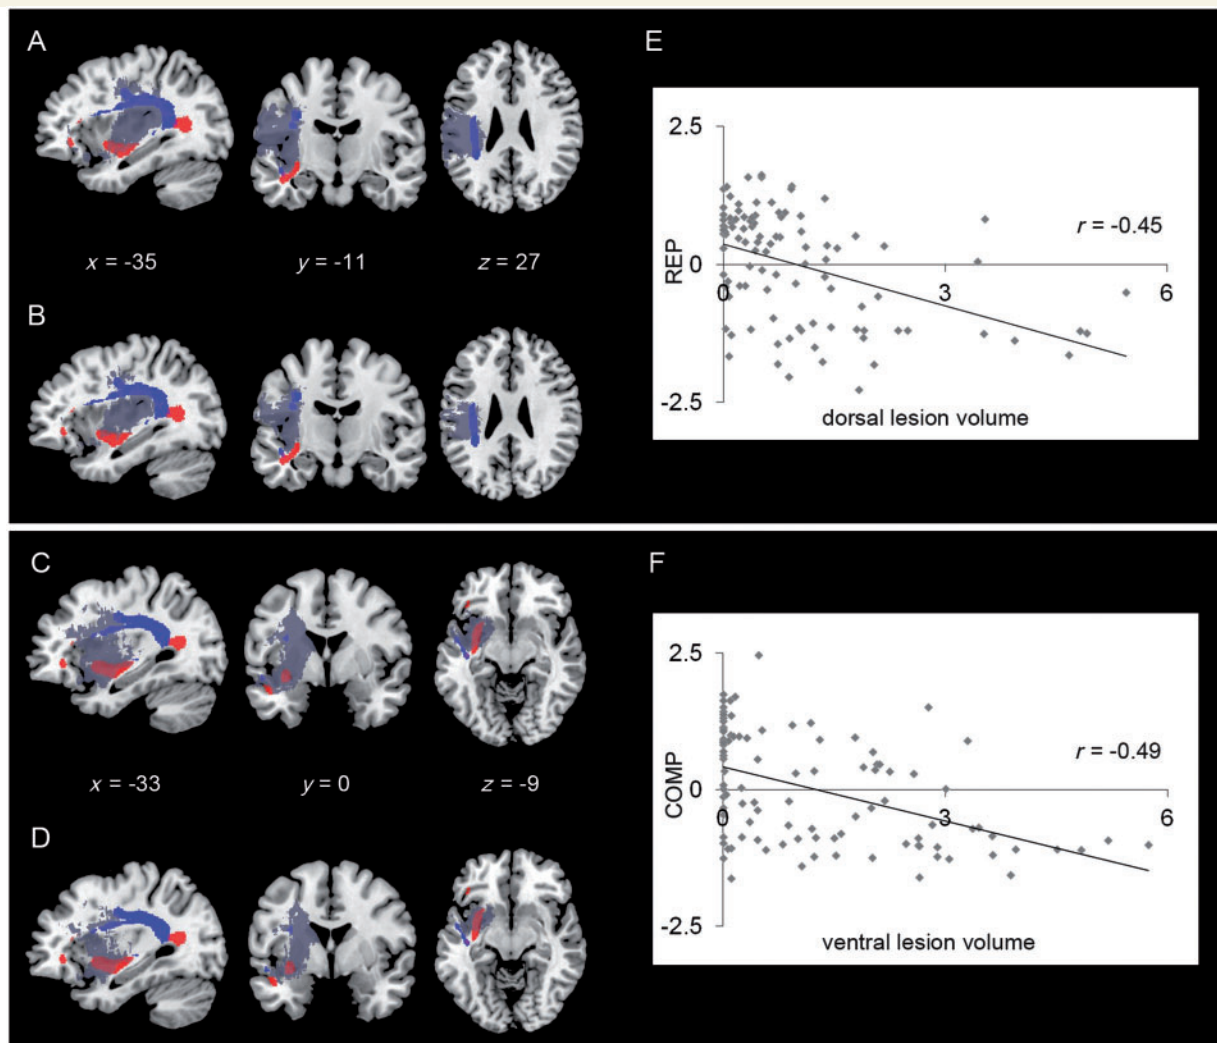 A
x = -35
y = -11
z = 27
B
E
2.5
REP
r = -0.45
0
0
3
6
-2.5
dorsal lesion volume
C
x = -33
y = 0
z = -9
D
F
2.5
COMP
r = -0.49
0
0
3
6
-2.5
ventral lesion volume